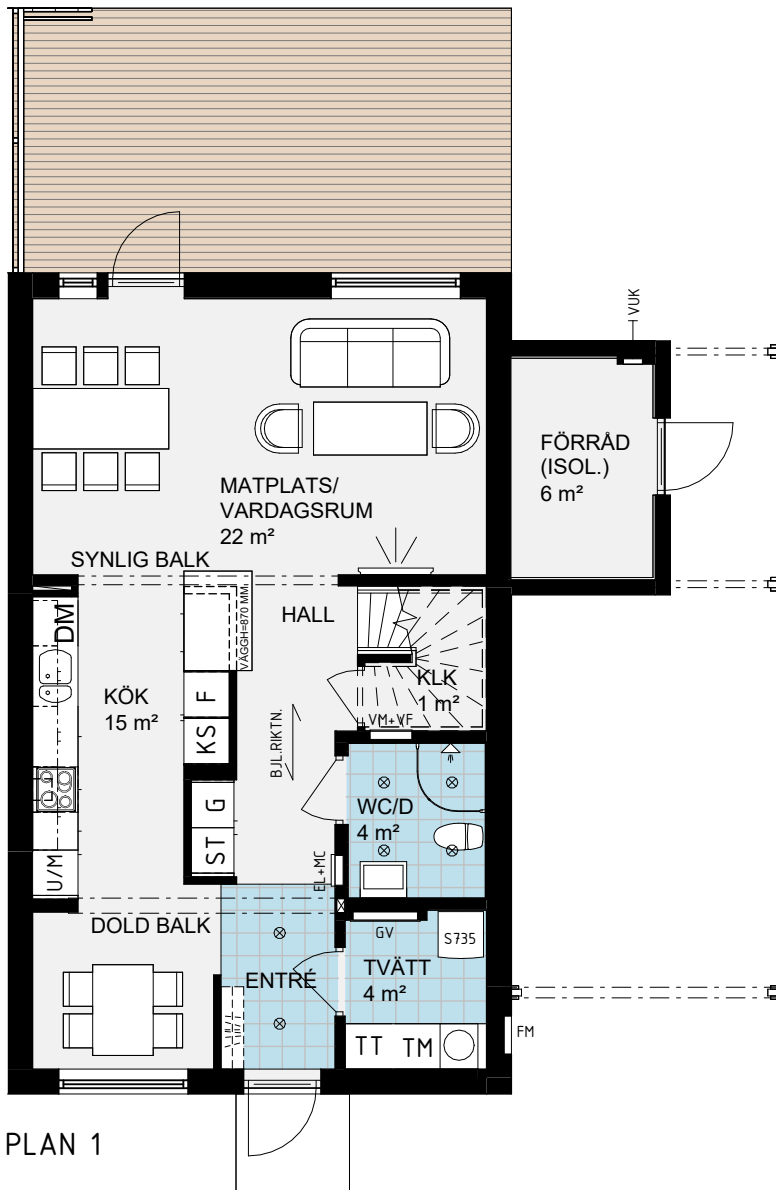 VUK
FÖRRÅD
(ISOL.)
6 m²
MATPLATS/
VARDAGSRUM
22 m²
SYNLIG BALK
DM
VÄGGH=870 MM
HALL
KÖK
15 m²
F
KS
KLK
1 m²
VM+VF
BJL.RIKTN.
G
ST
WC/D
4 m²
U/M
EL+MC
DOLD BALK
GV
S735
ENTRÉ
TVÄTT
4 m²
TT
TM
FM
PLAN 1